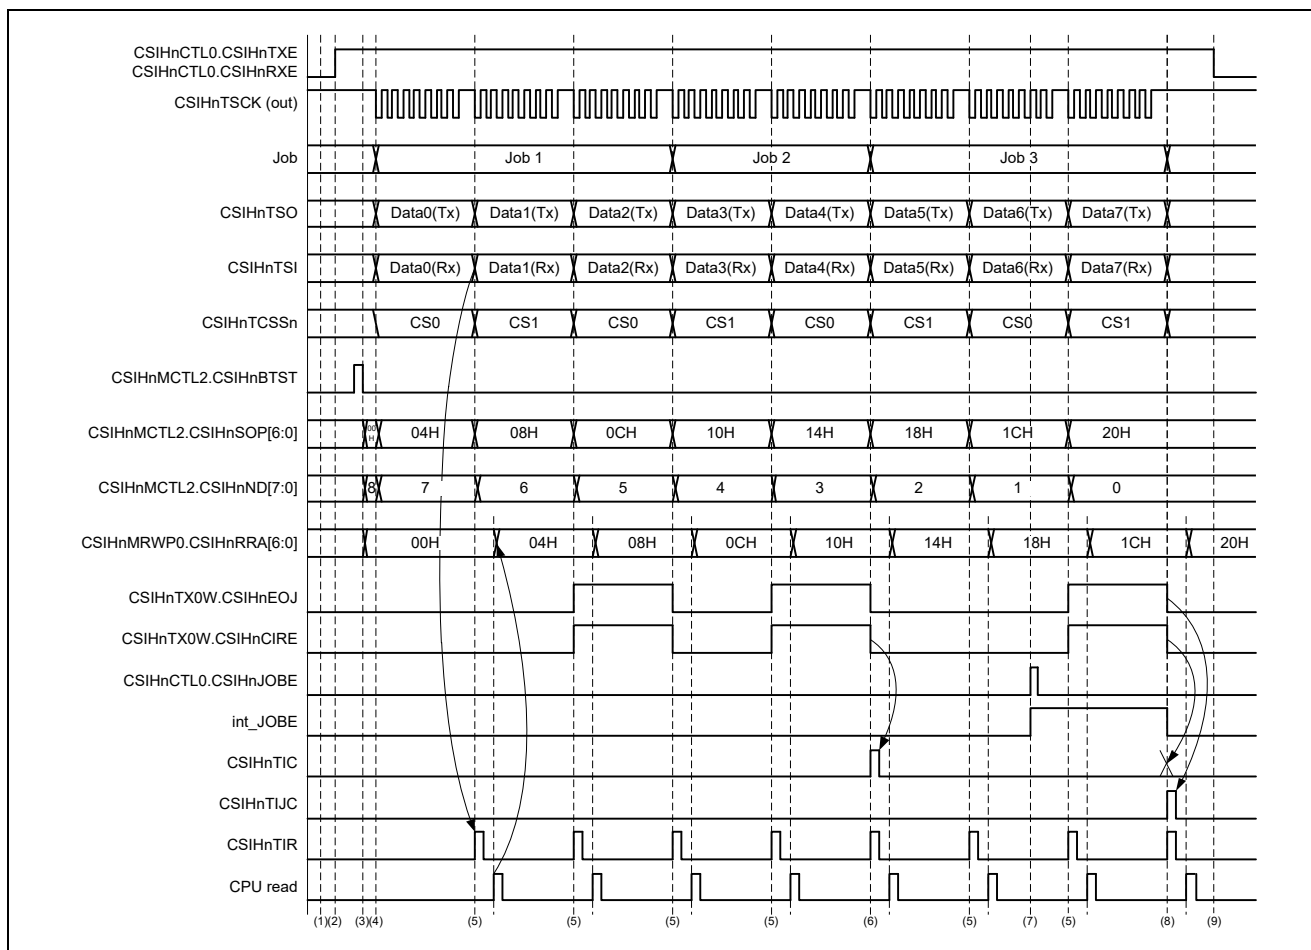 CSIHnCTL0.CSIHnTXE
CSIHnCTL0.CSIHnRXE
CSIHnTSCK (out)
Job Job 1 Job 2 Job 3
CSIHnTSO Data0(Tx) Data1(Tx) Data2(Tx) Data3(Tx) Data4(Tx) Data5(Tx) Data6(Tx) Data7(Tx)
CSIHnTSI Data0(Rx) Data1(Rx) Data2(Rx) Data3(Rx) Data4(Rx) Data5(Rx) Data6(Rx) Data7(Rx)
CSIHnTCSSn CS0 CS1 CS0 CS1 CS0 CS1 CS0 CS1
CSIHnMCTL2.CSIHnBTST
CSIHnMCTL2.CSIHnSOP[6:0] 00H 04H 08H 0CH 10H 14H 18H 1CH 20H
CSIHnMCTL2.CSIHnND[7:0] 8 7 6 5 4 3 2 1 0
CSIHnMRWP0.CSIHnRRA[6:0] 00H 04H 08H 0CH 10H 14H 18H 1CH 20H
CSIHnTX0W.CSIHnEOJ
CSIHnTX0W.CSIHnCIRE
CSIHnCTL0.CSIHnJOBE
int_JOBE
CSIHnTIC
CSIHnTIJC
CSIHnTIR
CPU read
(1) (2) (3) (4) (5) (5) (5) (5) (6) (5) (7) (5) (8) (9)